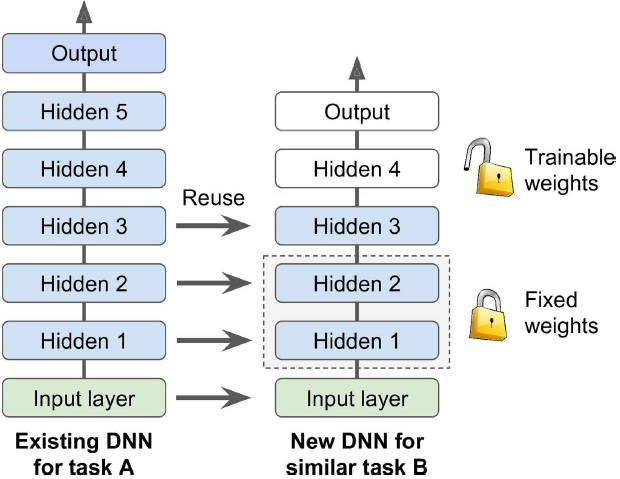 Output
Hidden 5
Hidden 4
Hidden 3
Hidden 2
Hidden 1
Input layer
Existing DNN
for task A
Reuse
Output
Hidden 4
Hidden 3
Hidden 2
Hidden 1
Input layer
New DNN for
similar task B
Trainable
weights
Fixed
weights